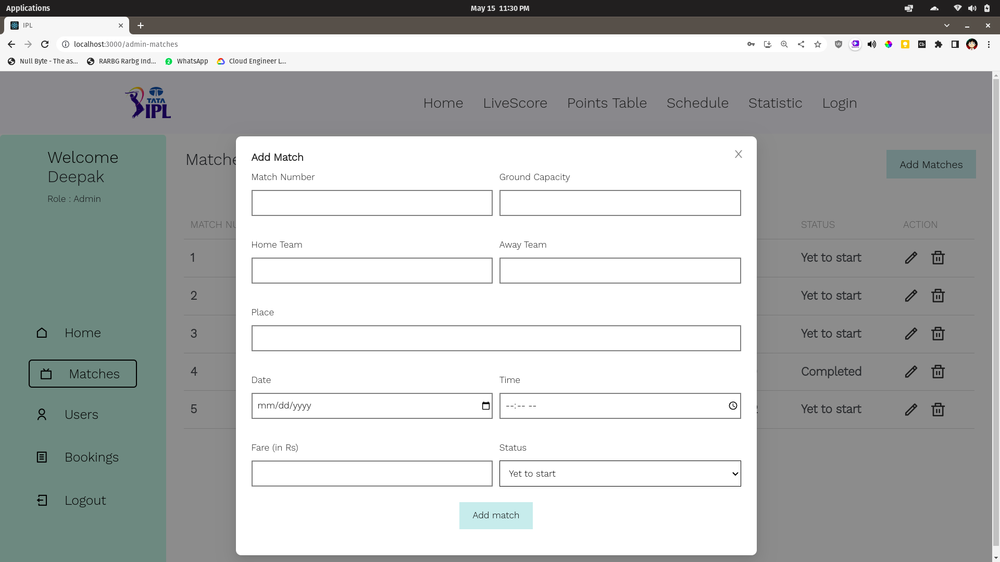 Applications
May 15 11:30 PM
IPL
localhost:3000/admin-matches
Null Byte - The as...
RARBG Rarbg Ind...
2
WhatsApp
Cloud Engineer L...
TATA
IPL
Home
LiveScore
Points Table
Schedule
Statistic
Login
Welcome
Deepak
Role : Admin
Home
Matches
Users
Bookings
Logout
Matche
Add Matches
MATCH NU
STATUS
ACTION
1
Yet to start
2
Yet to start
3
Yet to start
4
Completed
5
Yet to start
Add Match
X
Match Number
Ground Capacity
Home Team
Away Team
Place
Date
Time
mm/dd/yyyy
--:-- --
Fare (in Rs)
Status
Yet to start
Add match